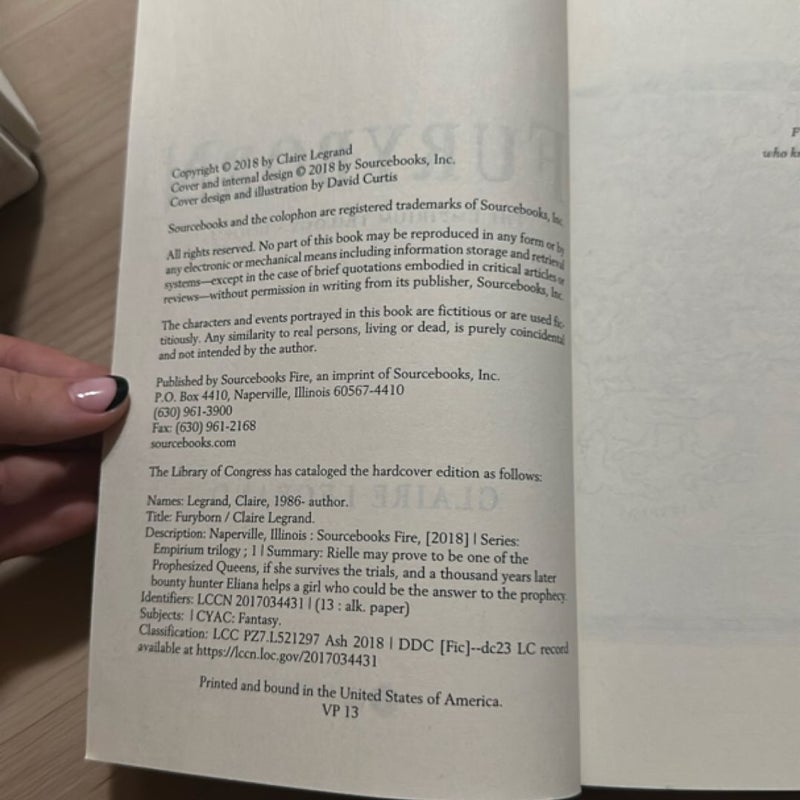 Copyright © 2018 by Claire Legrand
Cover and internal design © 2018 by Sourcebooks, Inc.
Cover design and illustration by David Curtis
Sourcebooks and the colophon are registered trademarks of Sourcebooks, Inc.
All rights reserved. No part of this book may be reproduced in any form or by
any electronic or mechanical means including information storage and retrieval
systems—except in the case of brief quotations embodied in critical articles or
reviews—without permission in writing from its publisher, Sourcebooks, Inc.
The characters and events portrayed in this book are fictitious or are used fic-
titiously. Any similarity to real persons, living or dead, is purely coincidental
and not intended by the author.
Published by Sourcebooks Fire, an imprint of Sourcebooks, Inc.
P.O. Box 4410, Naperville, Illinois 60567-4410
(630) 961-3900
Fax: (630) 961-2168
sourcebooks.com
The Library of Congress has cataloged the hardcover edition as follows:
Names: Legrand, Claire, 1986- author.
Title: Furyborn / Claire Legrand.
Description: Naperville, Illinois : Sourcebooks Fire, [2018] | Series:
Empirium trilogy ; 1 | Summary: Rielle may prove to be one of the
Prophesized Queens, if she survives the trials, and a thousand years later
bounty hunter Eliana helps a girl who could be the answer to the prophecy.
Identifiers: LCCN 2017034431 | (13 : alk. paper)
Subjects: | CYAC: Fantasy.
Classification: LCC PZ7.L521297 Ash 2018 | DDC [Fic]--dc23 LC record
available at https://lccn.loc.gov/2017034431
Printed and bound in the United States of America.
VP 13
F
who k